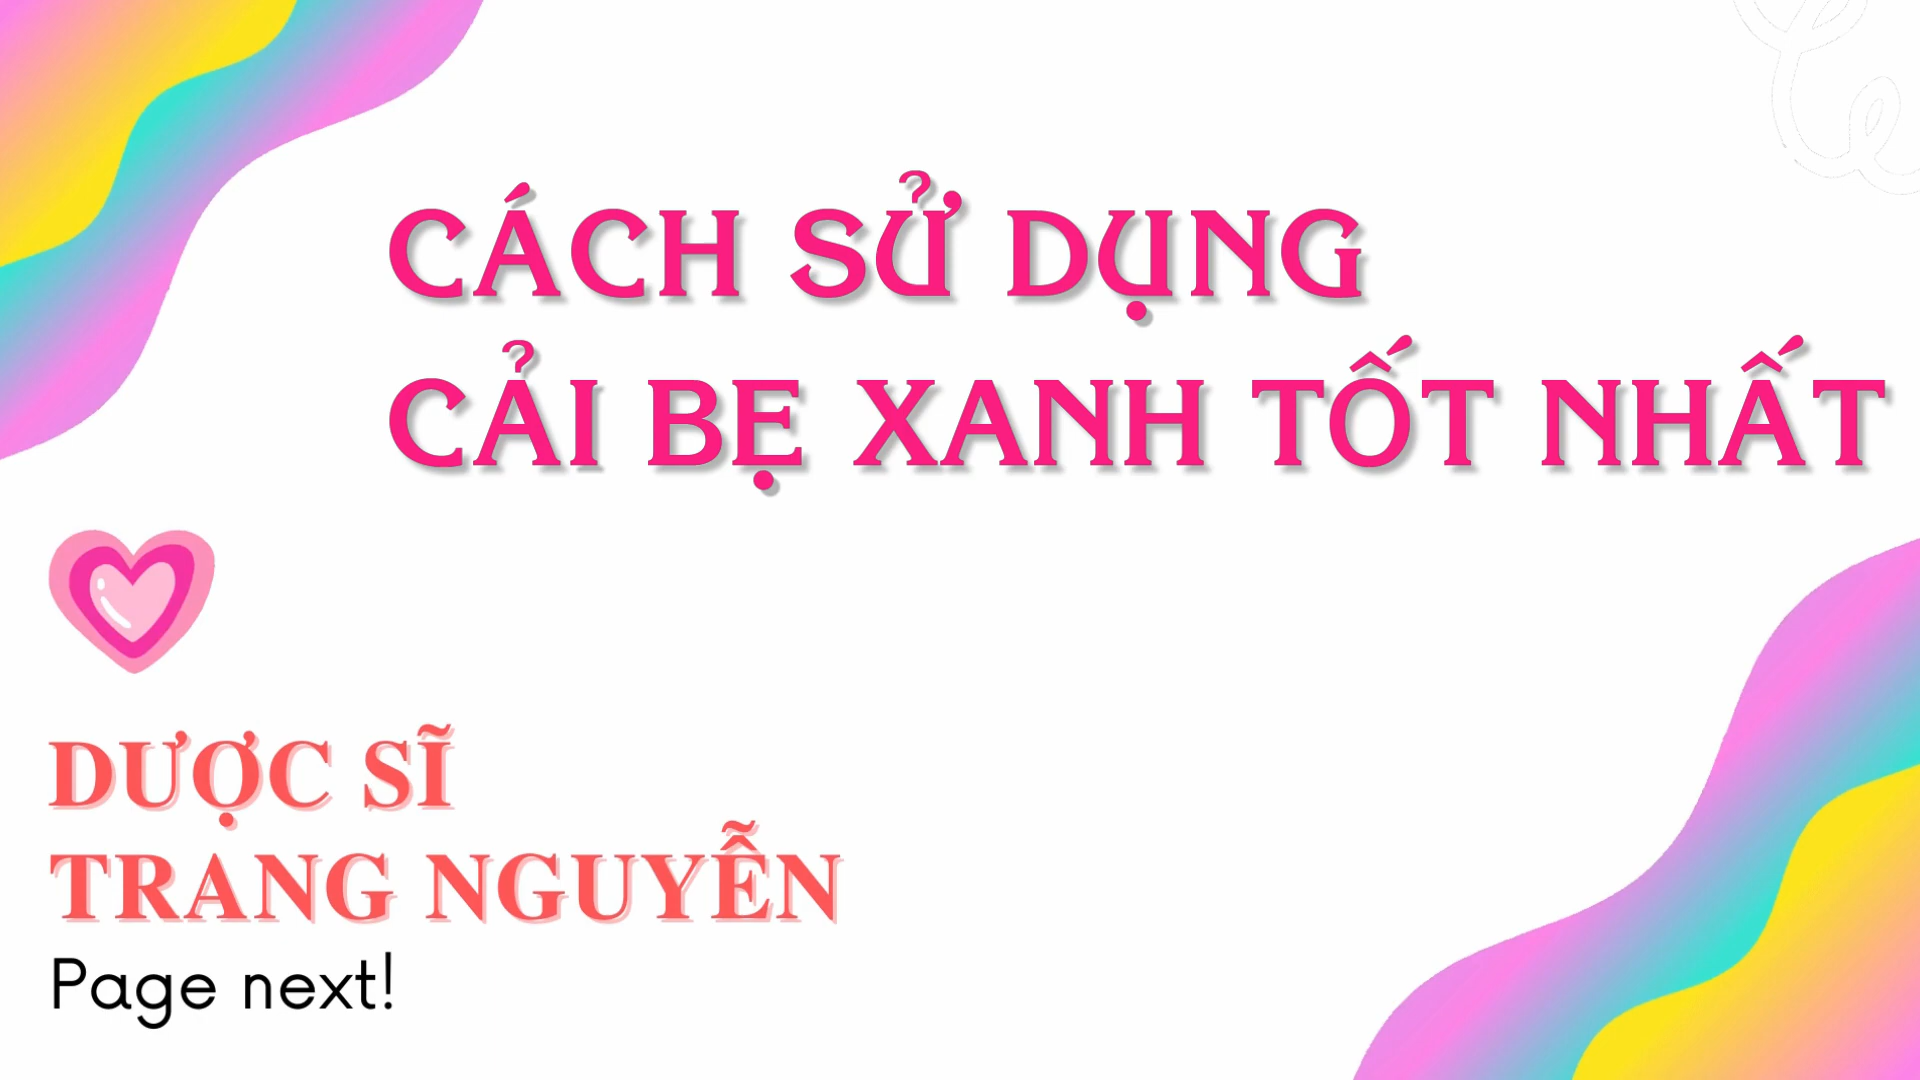 CÁCH SỬ DỤNG
CẢI BẸ XANH TỐT NHẤT
DƯỢC SĨ
TRANG NGUYỄN
Page next!